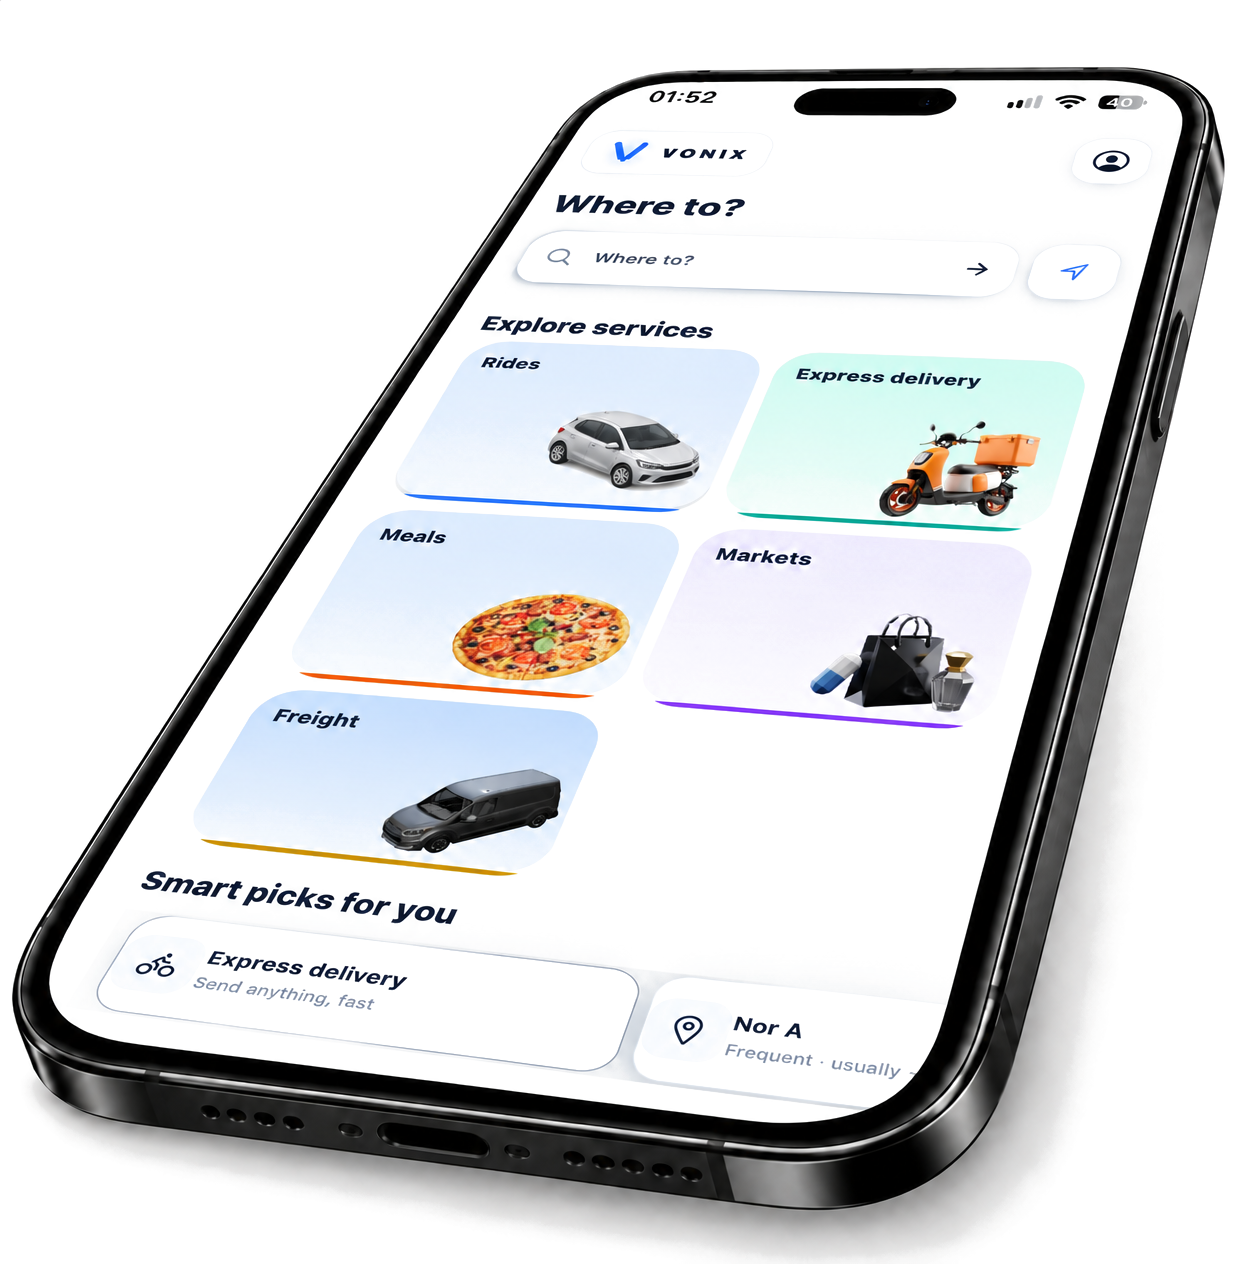 01:52
40
VONIX
Where to?
Where to?
Explore services
Rides
Express delivery
Meals
Markets
Freight
Smart picks for you
Express delivery
Send anything, fast
Nor A
Frequent · usually